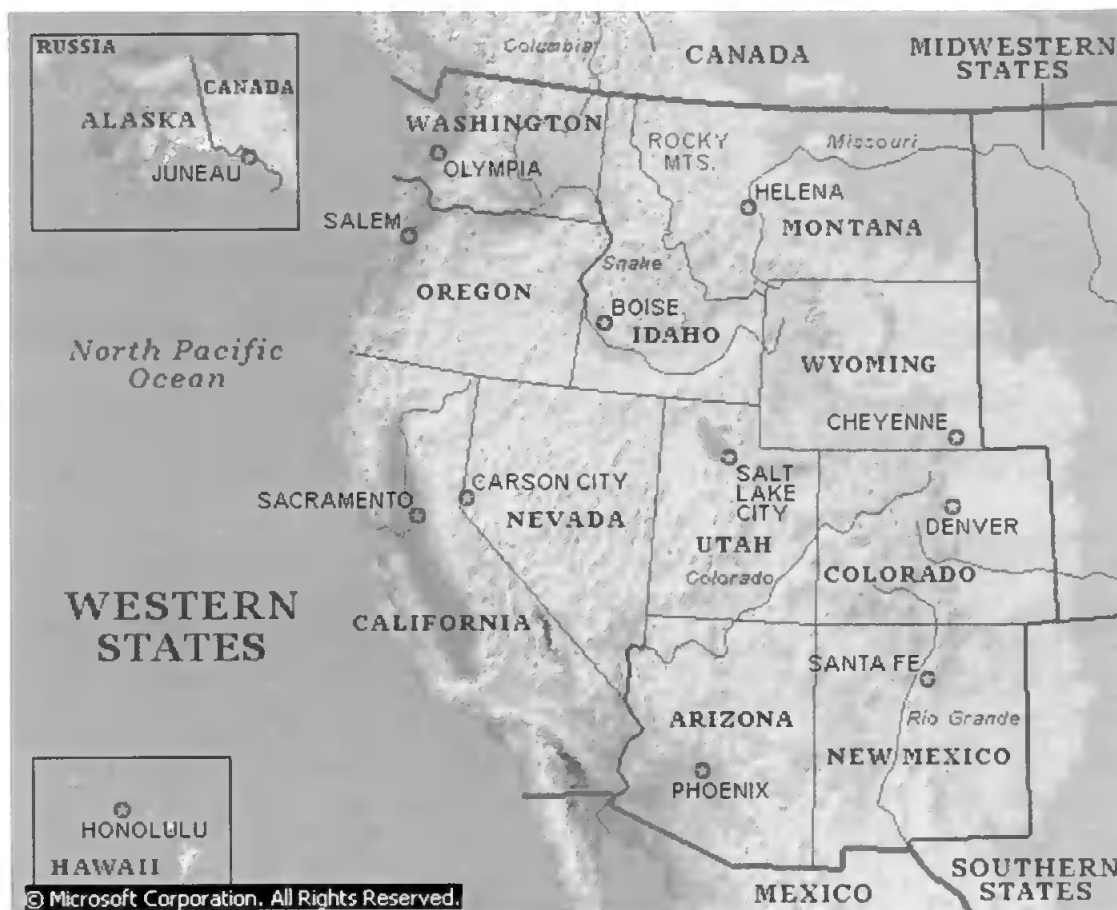 RUSSIA
CANADA
ALASKA
JUNEAU
Columbia
CANADA
MIDWESTERN
STATES
WASHINGTON
OLYMPIA
ROCKY
MTS.
Missouri
HELENA
MONTANA
SALEM
OREGON
Snake
BOISE
IDAHO
North Pacific
Ocean
WYOMING
CHEYENNE
SACRAMENTO
CARSON CITY
NEVADA
SALT
LAKE
CITY
UTAH
Colorado
DENVER
COLORADO
WESTERN
STATES
CALIFORNIA
SANTA FE
ARIZONA
Rio Grande
NEW MEXICO
PHOENIX
HONOLULU
HAWAII
MEXICO
SOUTHERN
STATES
© Microsoft Corporation. All Rights Reserved.